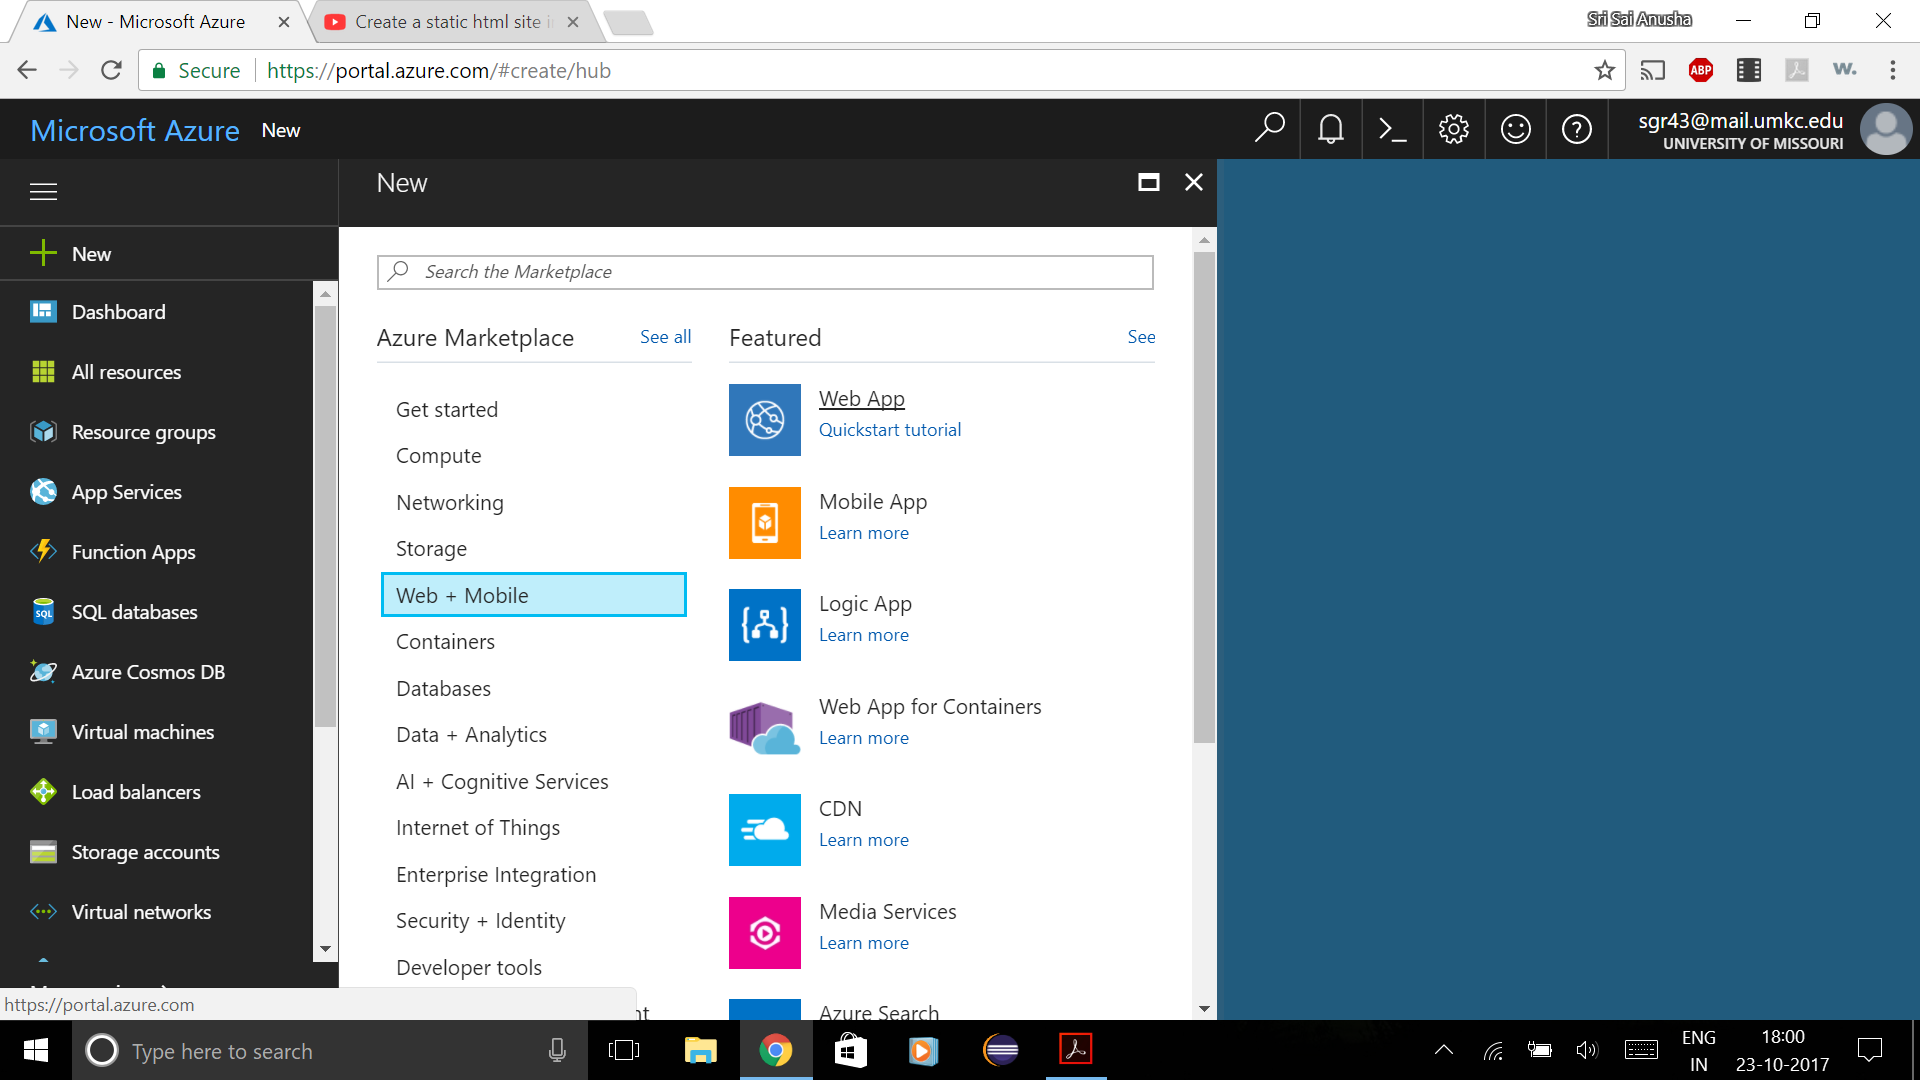 New - Microsoft Azure
Create a static html site i
Sri Sai Anusha
Secure
https://portal.azure.com/#create/hub
ABP
W.
Microsoft Azure New
sgr43@mail.umkc.edu
UNIVERSITY OF MISSOURI
New
Dashboard
All resources
Resource groups
App Services
Function Apps
SQL
SQL databases
Azure Cosmos DB
Virtual machines
Load balancers
Storage accounts
Virtual networks
https://portal.azure.com
New
Search the Marketplace
Azure Marketplace See all
Get started
Compute
Networking
Storage
Web + Mobile
Containers
Databases
Data + Analytics
AI + Cognitive Services
Internet of Things
Enterprise Integration
Security + Identity
Developer tools
Featured See
Web App
Quickstart tutorial
Mobile App
Learn more
Logic App
Learn more
Web App for Containers
Learn more
CDN
Learn more
Media Services
Learn more
Azure Search
Type here to search
ENG
IN
18:00
23-10-2017